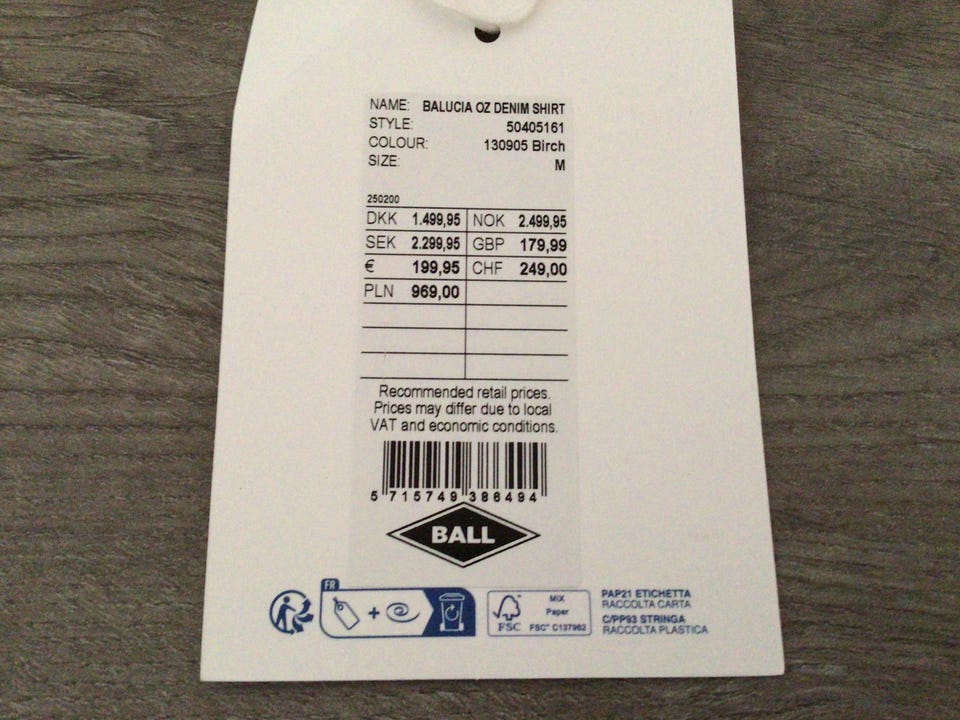 NAME: BALUCIA OZ DENIM SHIRT
STYLE: 50405161
COLOUR: 130905 Birch
SIZE: M
250200
DKK 1.499,95 NOK 2.499,95
SEK 2.299,95 GBP 179,99
€ 199,95 CHF 249,00
PLN 969,00
Recommended retail prices.
Prices may differ due to local
VAT and economic conditions.
5 715749 386494
BALL
FR
MIX
Paper
FSC FSC™ C137962
PAP21 ETICHETTA
RACCOLTA CARTA
C/PP93 STRINGA
RACCOLTA PLASTICA